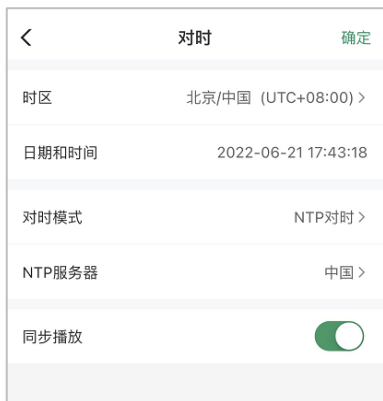 对时 确定
时区 北京/中国 (UTC+08:00)
日期和时间 2022-06-21 17:43:18
对时模式 NTP对时
NTP服务器 中国
同步播放